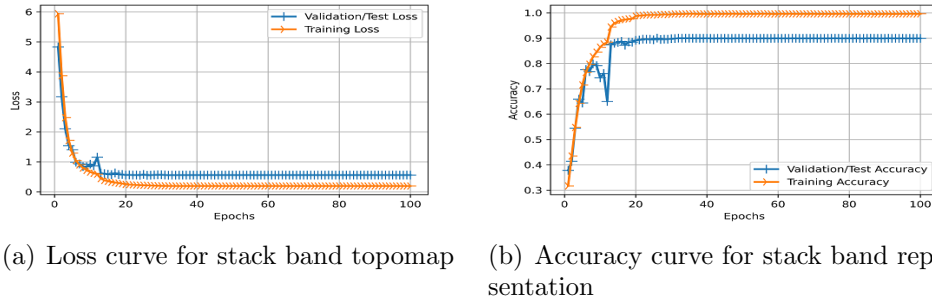 Loss
6
5
4
3
2
1
0
0 20 40 60 80 100
Epochs
Validation/Test Loss
Training Loss
Accuracy
1.0
0.9
0.8
0.7
0.6
0.5
0.4
0.3
0 20 40 60 80 100
Epochs
Validation/Test Accuracy
Training Accuracy
(a) Loss curve for stack band topomap
(b) Accuracy curve for stack band rep
sentation